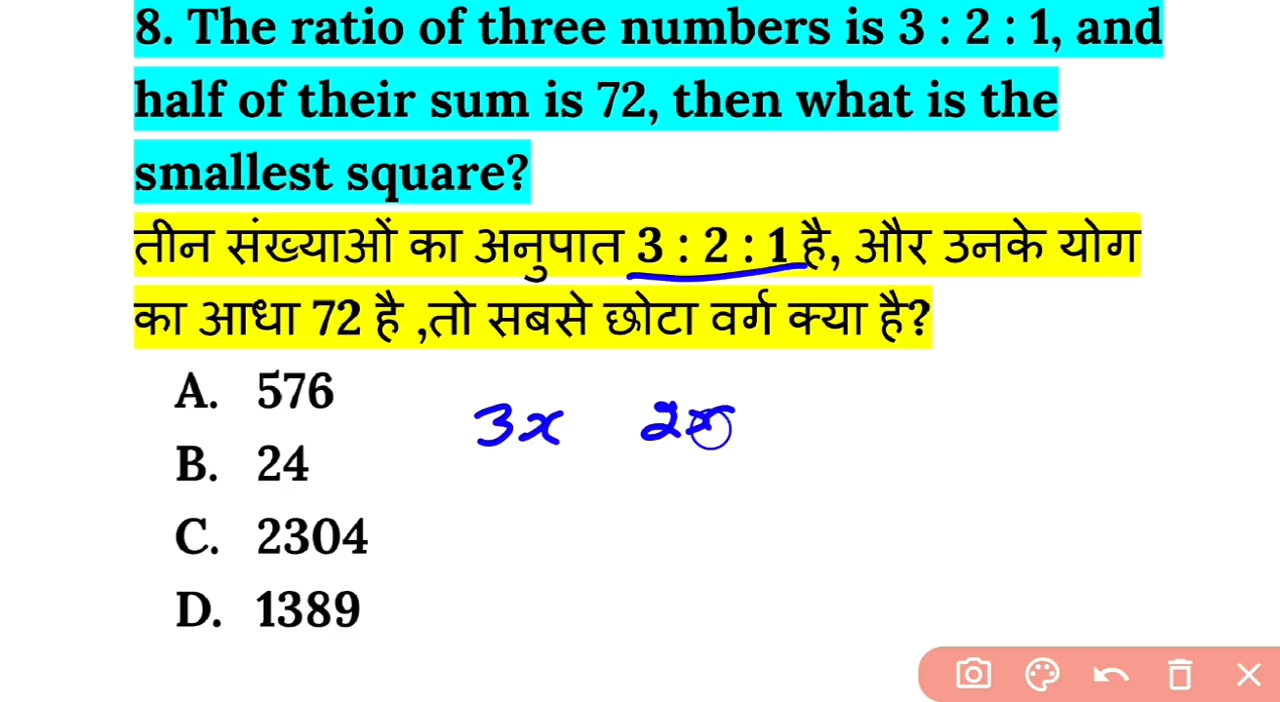 8. The ratio of three numbers is 3 : 2 : 1, and
half of their sum is 72, then what is the
smallest square?
तीन संख्याओं का अनुपात 3 : 2 : 1 है, और उनके योग
का आधा 72 है ,तो सबसे छोटा वर्ग क्या है?
A. 576
3x 2x
B. 24
C. 2304
D. 1389